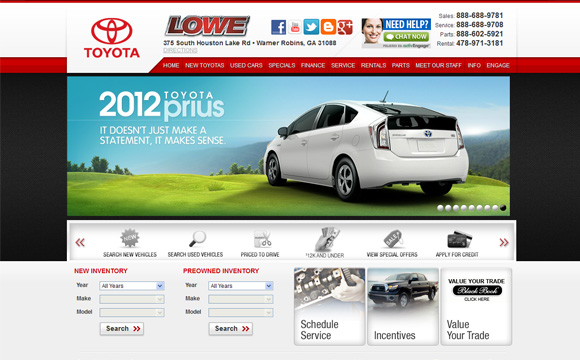 TOYOTA
LOWE
375 South Houston Lake Rd • Warner Robins, GA 31088
DIRECTIONS
NEED HELP?
CHAT NOW
Sales: 888-688-9781
Service: 888-688-9708
Parts: 888-602-5921
Rental: 478-971-3181
HOME NEW TOYOTAS USED CARS SPECIALS FINANCE SERVICE RENTALS PARTS MEET OUR STAFF INFO ENGAGE
2012 TOYOTA prius
IT DOESN'T JUST MAKE A
STATEMENT, IT MAKES SENSE.
SEARCH NEW VEHICLES SEARCH USED VEHICLES PRICED TO DRIVE *12K AND UNDER VIEW SPECIAL OFFERS APPLY FOR CREDIT
NEW INVENTORY
Year All Years
Make
Model
Search
PREOWNED INVENTORY
Year All Years
Make
Model
Search
Schedule
Service
Incentives
VALUE YOUR TRADE
Black Book
CLICK HERE
Value
Your Trade